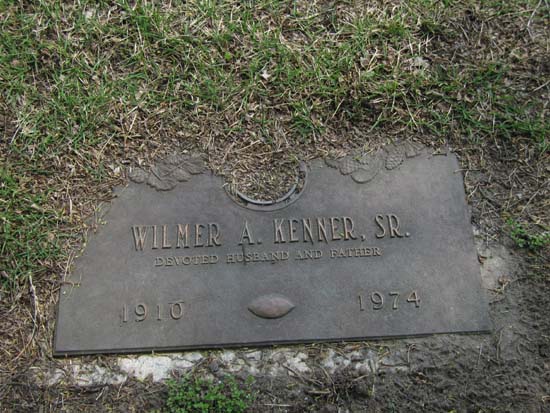 WILMER A. KENNER, SR.
DEVOTED HUSBAND AND FATHER
1910 1974